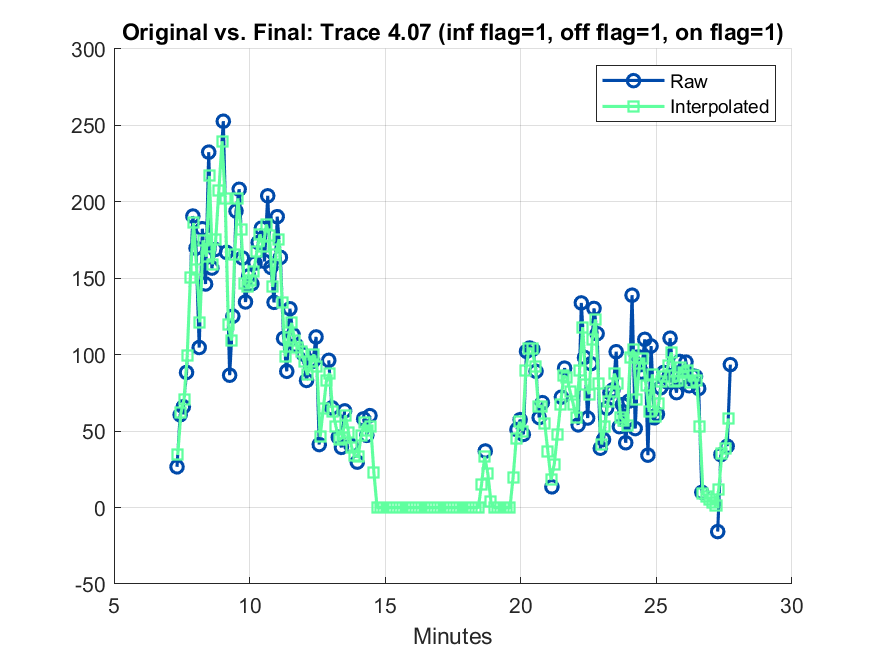 Original vs. Final: Trace 4.07 (inf flag=1, off flag=1, on flag=1)
300
250
200
150
100
50
0
-50
Raw
Interpolated
5 10 15 20 25 30
Minutes